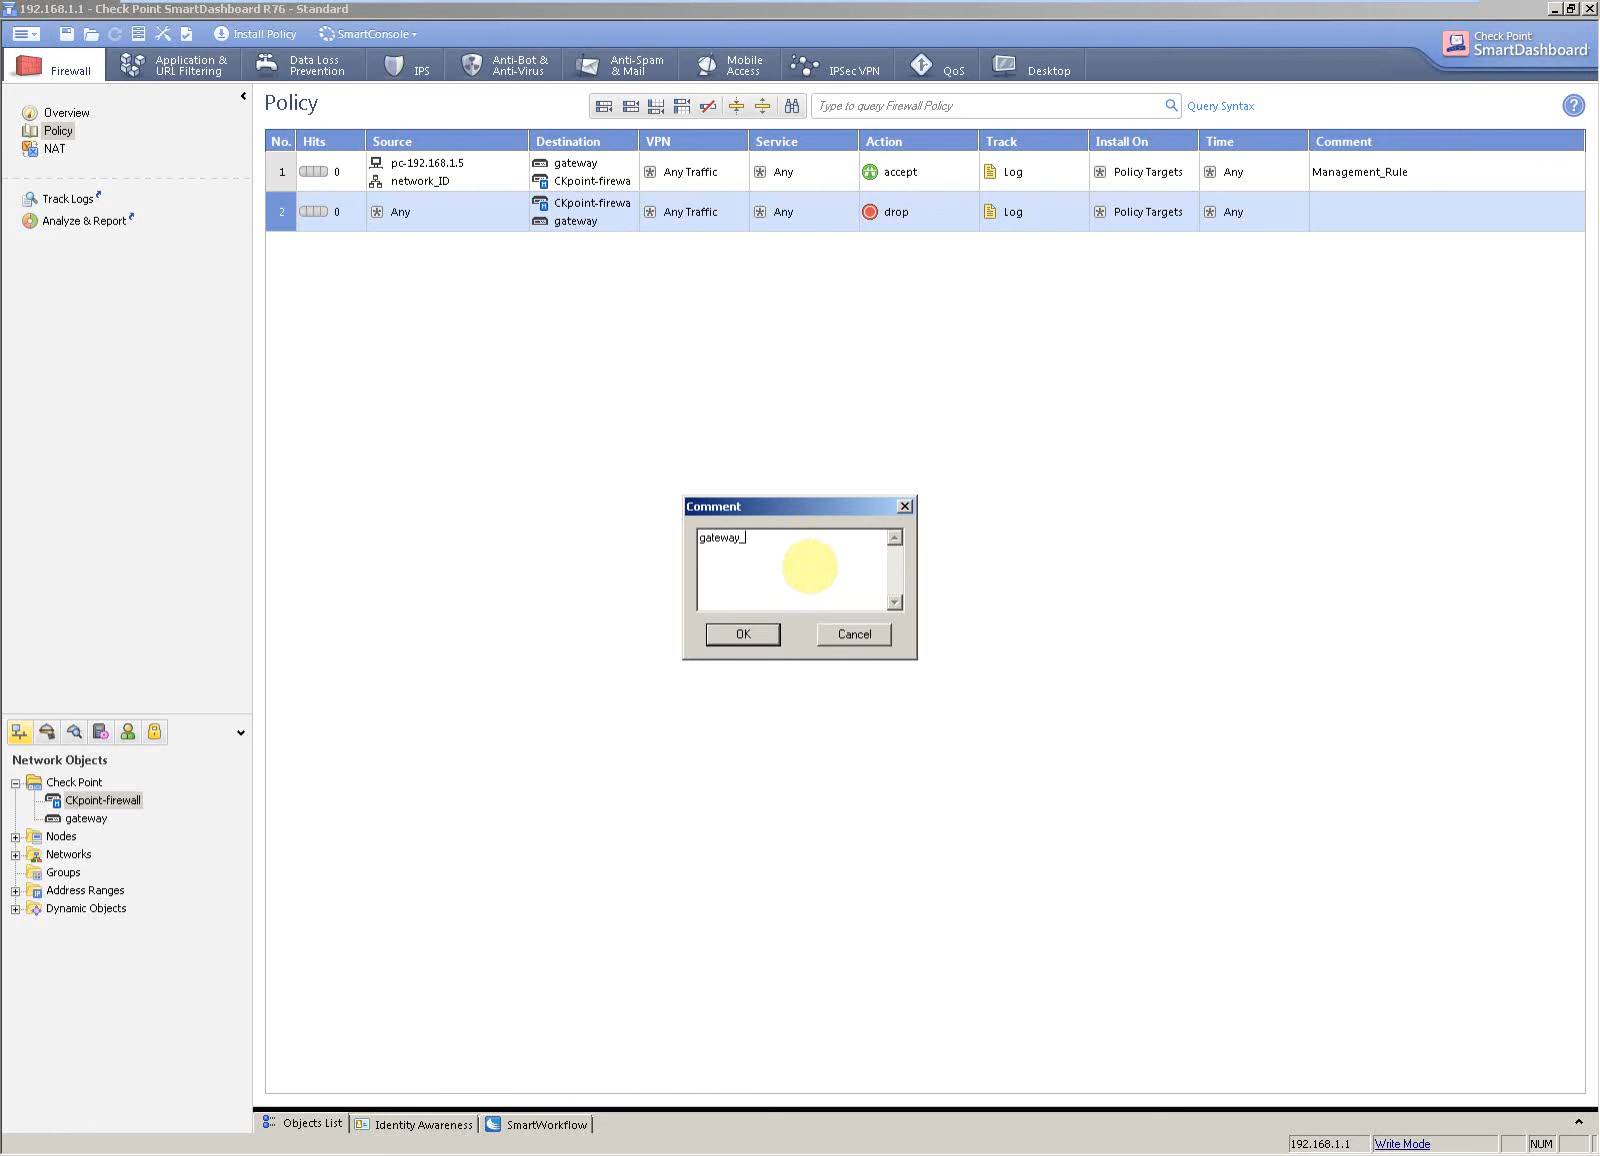 192.168.1.1 - Check Point SmartDashboard R76 - Standard
Install Policy
SmartConsole
Check Point
SmartDashboard
Firewall
Application &
URL Filtering
Data Loss
Prevention
IPS
Anti-Bot &
Anti-Virus
Anti-Spam
& Mail
Mobile
Access
IPSec VPN
QoS
Desktop
Overview
Policy
NAT
Track Logs
Analyze & Report
Policy
Type to query Firewall Policy
Query Syntax
No. Hits Source Destination VPN Service Action Track Install On Time Comment
1 0 pc-192.168.1.5 network_ID gateway CKpoint-firewa Any Traffic Any accept Log Policy Targets Any Management_Rule
2 0 Any CKpoint-firewa gateway Any Traffic Any drop Log Policy Targets Any
Comment
gateway_
OK Cancel
Network Objects
Check Point
CKpoint-firewall
gateway
Nodes
Networks
Groups
Address Ranges
Dynamic Objects
Objects List Identity Awareness SmartWorkflow
192.168.1.1 Write Mode NUM